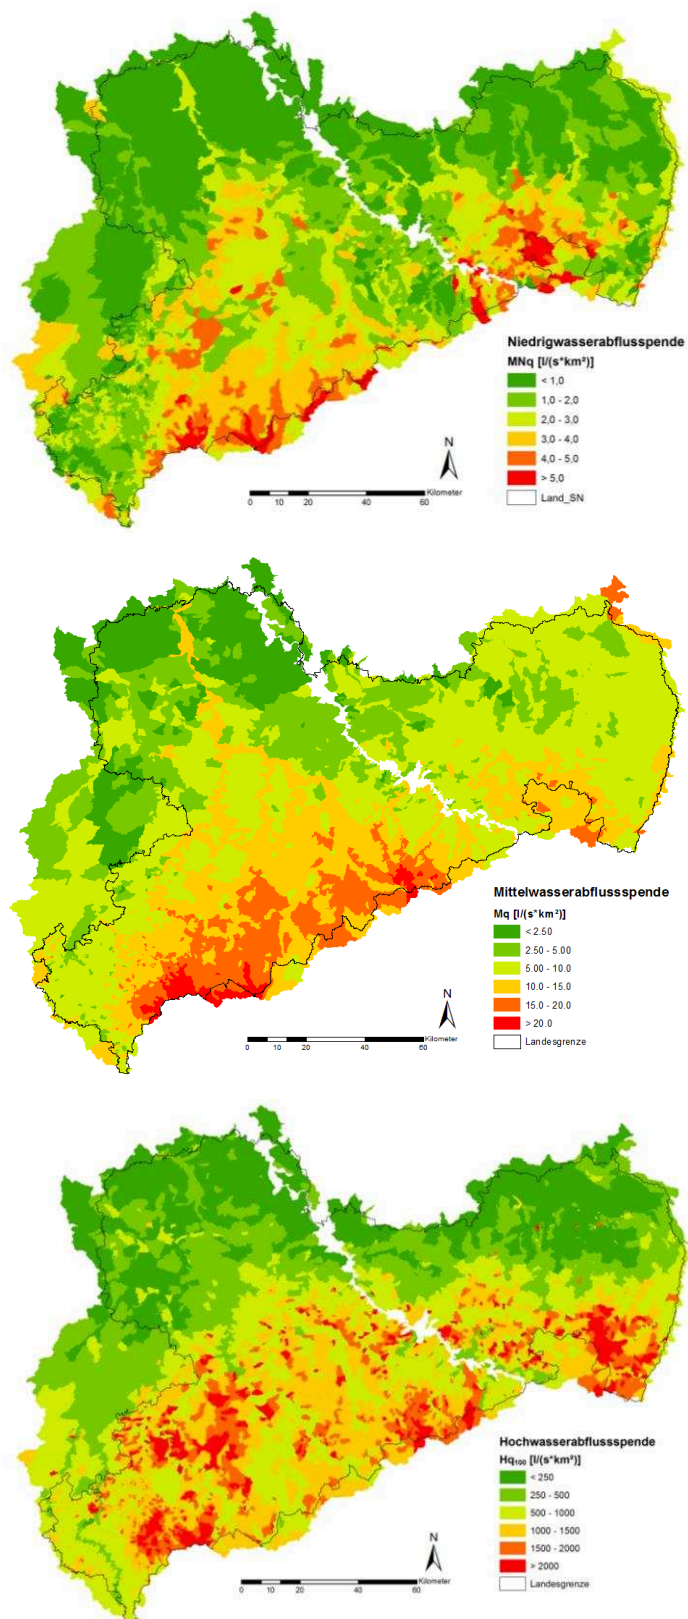 Niedrigwasserabflusspende
MNq [l/(s*km²)]
< 1,0
1,0 - 2,0
2,0 - 3,0
3,0 - 4,0
4,0 - 5,0
> 5,0
Land_SN
N
Kilometer
0 10 20 40 60
Mittelwasserabflussspende
Mq [l/(s*km²)]
< 2.50
2.50 - 5.00
5.00 - 10.0
10.0 - 15.0
15.0 - 20.0
> 20.0
Landesgrenze
N
Kilometer
0 10 20 40 60
Hochwasserabflussspende
Hq100 [l/(s*km²)]
< 250
250 - 500
500 - 1000
1000 - 1500
1500 - 2000
> 2000
Landesgrenze
N
Kilometer
0 10 20 40 60